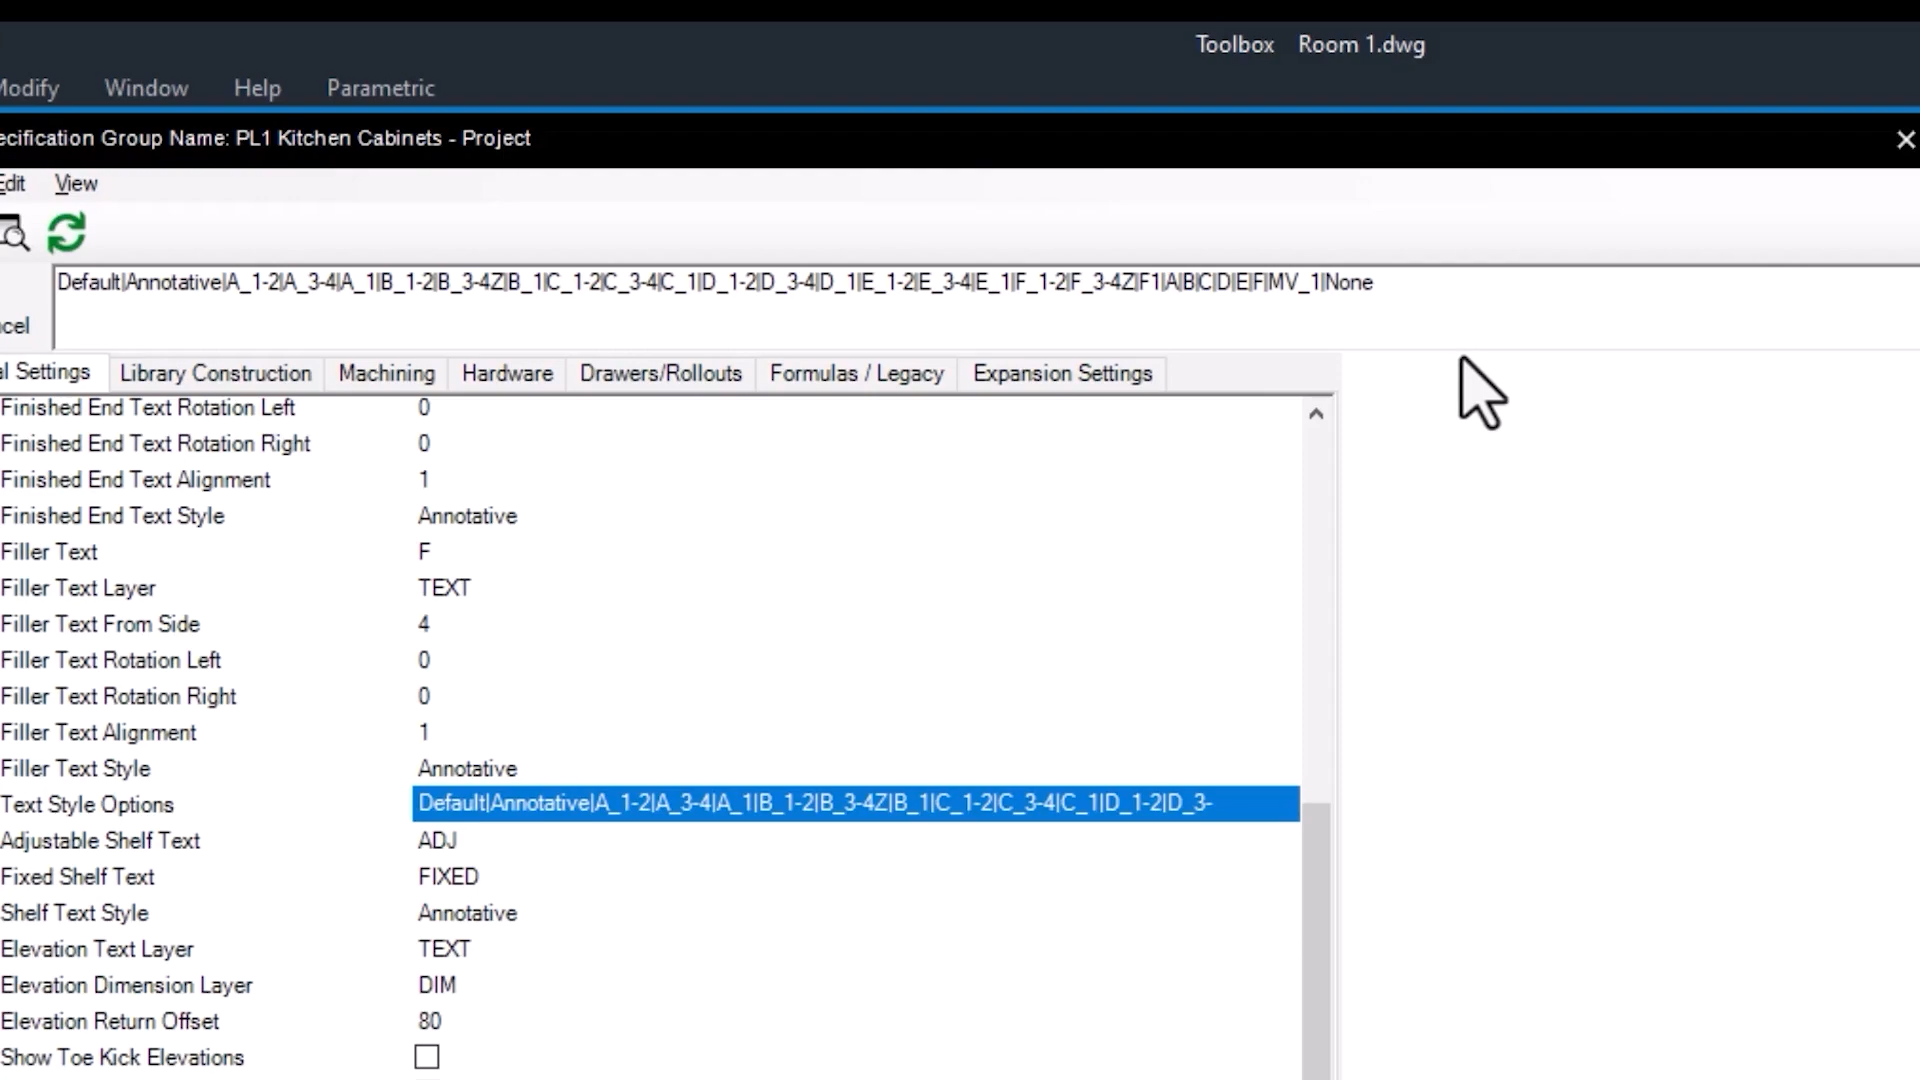 Toolbox Room 1.dwg
Modify Window Help Parametric
ecification Group Name: PL1 Kitchen Cabinets - Project
Edit View
Default|Annotative|A_1-2|A_3-4|A_1|B_1-2|B_3-4Z|B_1|C_1-2|C_3-4|C_1|D_1-2|D_3-4|D_1|E_1-2|E_3-4|E_1|F_1-2|F_3-4Z|F1|A|B|C|D|E|F|MV_1|None
ncel
al Settings Library Construction Machining Hardware Drawers/Rollouts Formulas / Legacy Expansion Settings
Finished End Text Rotation Left 0
Finished End Text Rotation Right 0
Finished End Text Alignment 1
Finished End Text Style Annotative
Filler Text F
Filler Text Layer TEXT
Filler Text From Side 4
Filler Text Rotation Left 0
Filler Text Rotation Right 0
Filler Text Alignment 1
Filler Text Style Annotative
Text Style Options Default|Annotative|A_1-2|A_3-4|A_1|B_1-2|B_3-4Z|B_1|C_1-2|C_3-4|C_1|D_1-2|D_3-
Adjustable Shelf Text ADJ
Fixed Shelf Text FIXED
Shelf Text Style Annotative
Elevation Text Layer TEXT
Elevation Dimension Layer DIM
Elevation Return Offset 80
Show Toe Kick Elevations